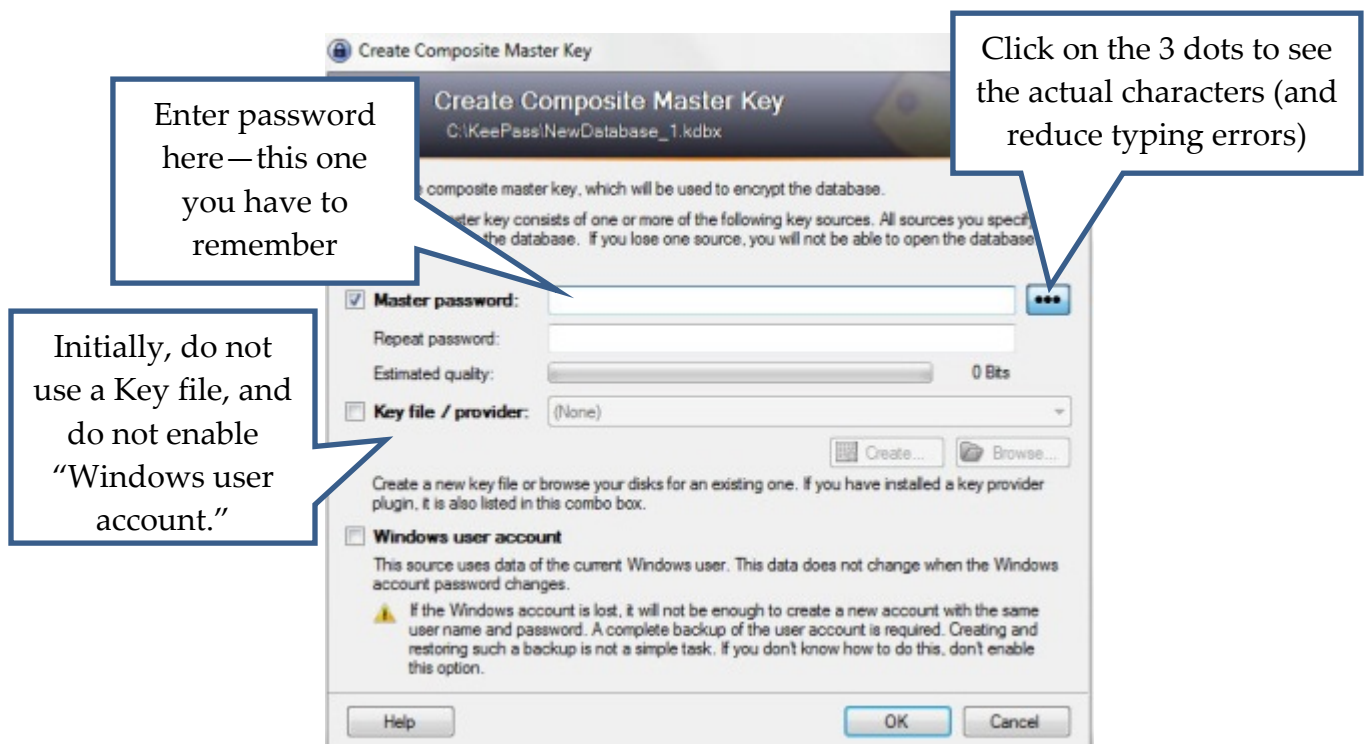 Create Composite Master Key
Click on the 3 dots to see
the actual characters (and
reduce typing errors)
Enter password
here—this one
you have to
remember
Create Composite Master Key
C:\KeePass\NewDatabase_1.kdbx
composite master key, which will be used to encrypt the database.
key consists of one or more of the following key sources. All sources you specify
the database. If you lose one source, you will not be able to open the database
Master password:
Repeat password:
Estimated quality:
0 Bits
Initially, do not
use a Key file, and
do not enable
“Windows user
account.”
Key file / provider:
(None)
Create...
Browse...
Create a new key file or browse your disks for an existing one. If you have installed a key provider
plugin, it is also listed in this combo box.
Windows user account
This source uses data of the current Windows user. This data does not change when the Windows
account password changes.
If the Windows account is lost, it will not be enough to create a new account with the same
user name and password. A complete backup of the user account is required. Creating and
restoring such a backup is not a simple task. If you don't know how to do this, don't enable
this option.
Help
OK
Cancel